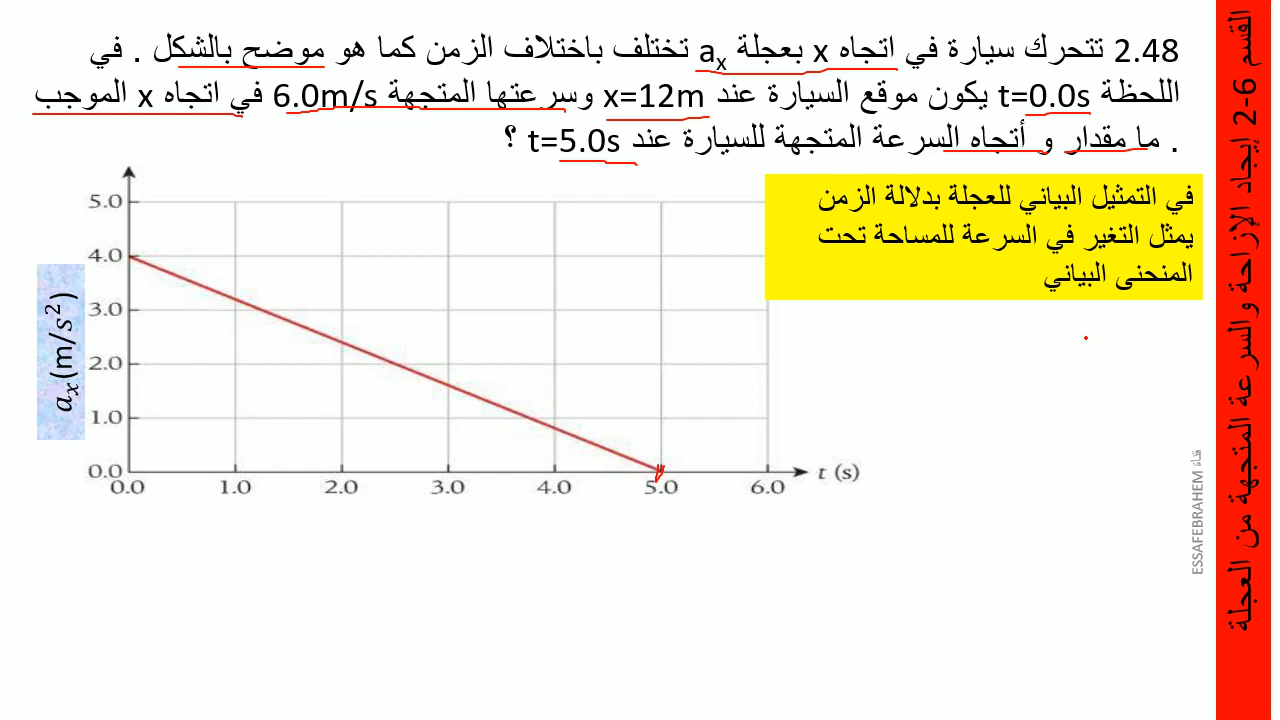 2.48 تتحرك سيارة في اتجاه x بعجلة aₓ تختلف باختلاف الزمن كما هو موضح بالشكل . في
اللحظة t=0.0s يكون موقع السيارة عند x=12m وسرعتها المتجهة 6.0m/s في اتجاه x الموجب
. ما مقدار و أتجاه السرعة المتجهة للسيارة عند t=5.0s ؟
في التمثيل البياني للعجلة بدلالة الزمن
يمثل التغير في السرعة للمساحة تحت
المنحنى البياني
aₓ(m/s²)
5.0
4.0
3.0
2.0
1.0
0.0
0.0 1.0 2.0 3.0 4.0 5.0 6.0
t (s)
القسم 6-2 إيجاد الإزاحة والسرعة المتجهة من العجلة
قناة ESSAFEBRAHEM